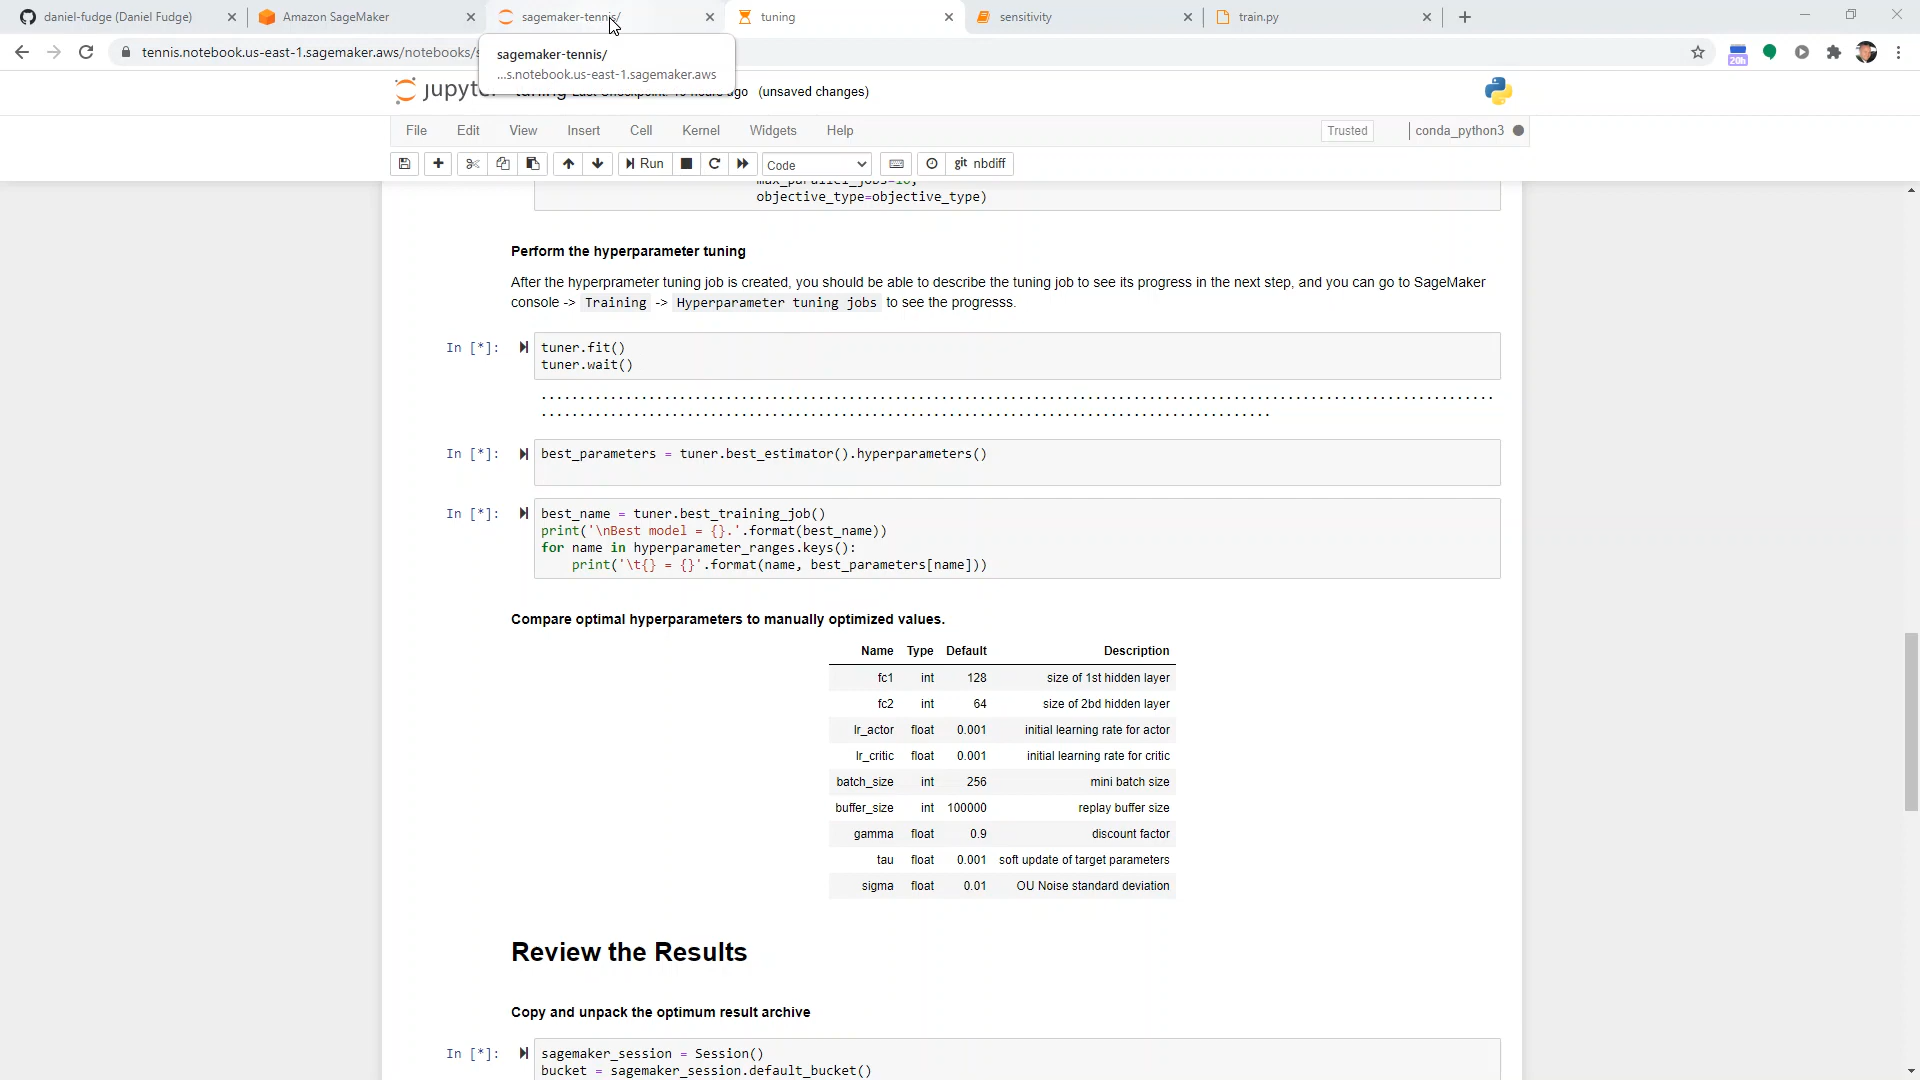 daniel-fudge (Daniel Fudge)
Amazon SageMaker
sagemaker-tennis/
tuning
sensitivity
train.py
tennis.notebook.us-east-1.sagemaker.aws/notebooks/s
20h
sagemaker-tennis/
...s.notebook.us-east-1.sagemaker.aws
jupyter ago (unsaved changes)
File Edit View Insert Cell Kernel Widgets Help
Trusted
conda_python3
Run
Code
git nbdiff
max_parallel_jobs=10,
objective_type=objective_type)
Perform the hyperparameter tuning
After the hyperprameter tuning job is created, you should be able to describe the tuning job to see its progress in the next step, and you can go to SageMaker
console -> Training -> Hyperparameter tuning jobs to see the progresss.
In [*]:
tuner.fit()
tuner.wait()
In [*]:
best_parameters = tuner.best_estimator().hyperparameters()
In [*]:
best_name = tuner.best_training_job()
print('\nBest model = {}.'.format(best_name))
for name in hyperparameter_ranges.keys():
print('\t{} = {}'.format(name, best_parameters[name]))
Compare optimal hyperparameters to manually optimized values.
Name Type Default Description
fc1 int 128 size of 1st hidden layer
fc2 int 64 size of 2bd hidden layer
lr_actor float 0.001 initial learning rate for actor
lr_critic float 0.001 initial learning rate for critic
batch_size int 256 mini batch size
buffer_size int 100000 replay buffer size
gamma float 0.9 discount factor
tau float 0.001 soft update of target parameters
sigma float 0.01 OU Noise standard deviation
Review the Results
Copy and unpack the optimum result archive
In [*]:
sagemaker_session = Session()
bucket = sagemaker_session.default_bucket()